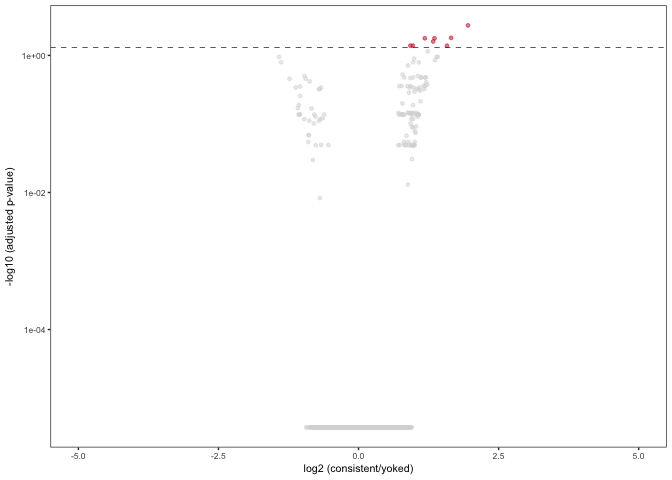 1e+00
1e-02
1e-04
-log10 (adjusted p-value)
-5.0
-2.5
0.0
2.5
5.0
log2 (consistent/yoked)